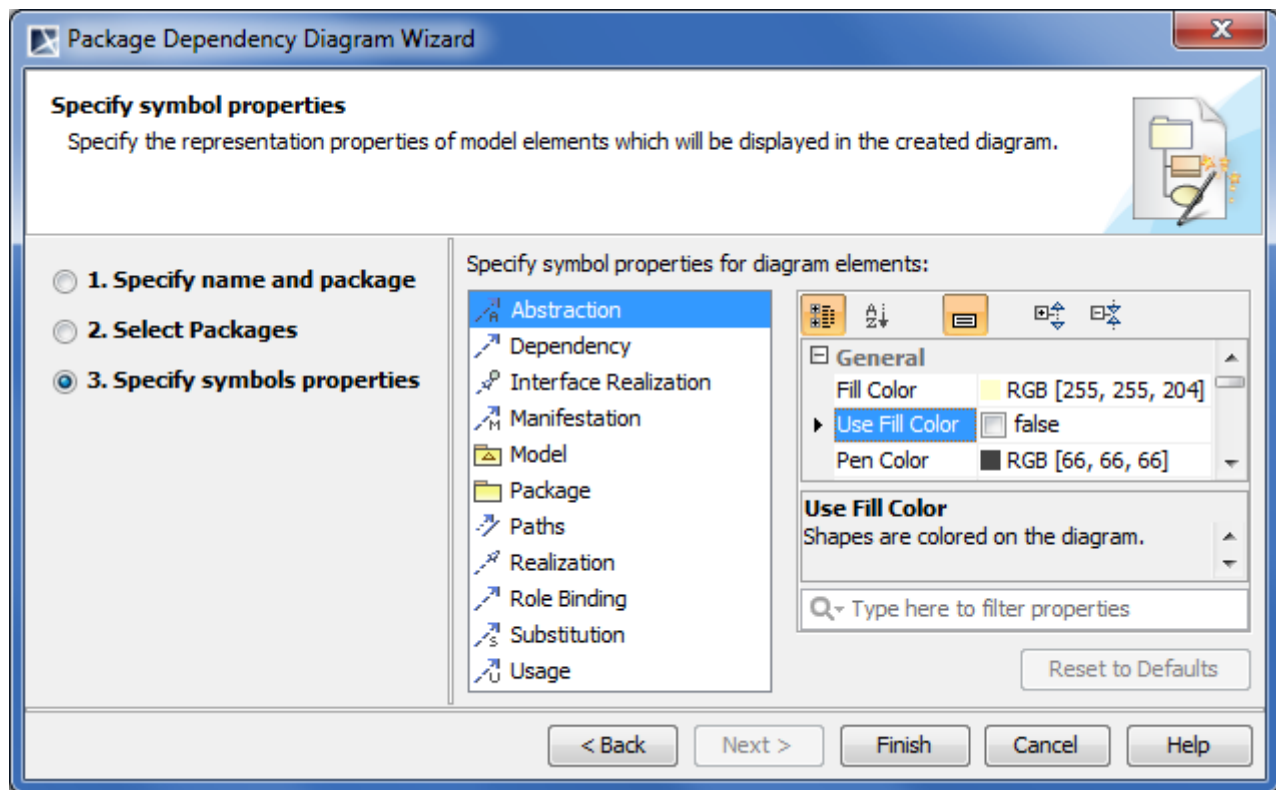 Package Dependency Diagram Wizard
Specify symbol properties
Specify the representation properties of model elements which will be displayed in the created diagram.
1. Specify name and package
2. Select Packages
3. Specify symbols properties
Specify symbol properties for diagram elements:
Abstraction
Dependency
Interface Realization
Manifestation
Model
Package
Paths
Realization
Role Binding
Substitution
Usage
General
Fill Color RGB [255, 255, 204]
Use Fill Color false
Pen Color RGB [66, 66, 66]
Use Fill Color
Shapes are colored on the diagram.
Type here to filter properties
Reset to Defaults
< Back Next > Finish Cancel Help